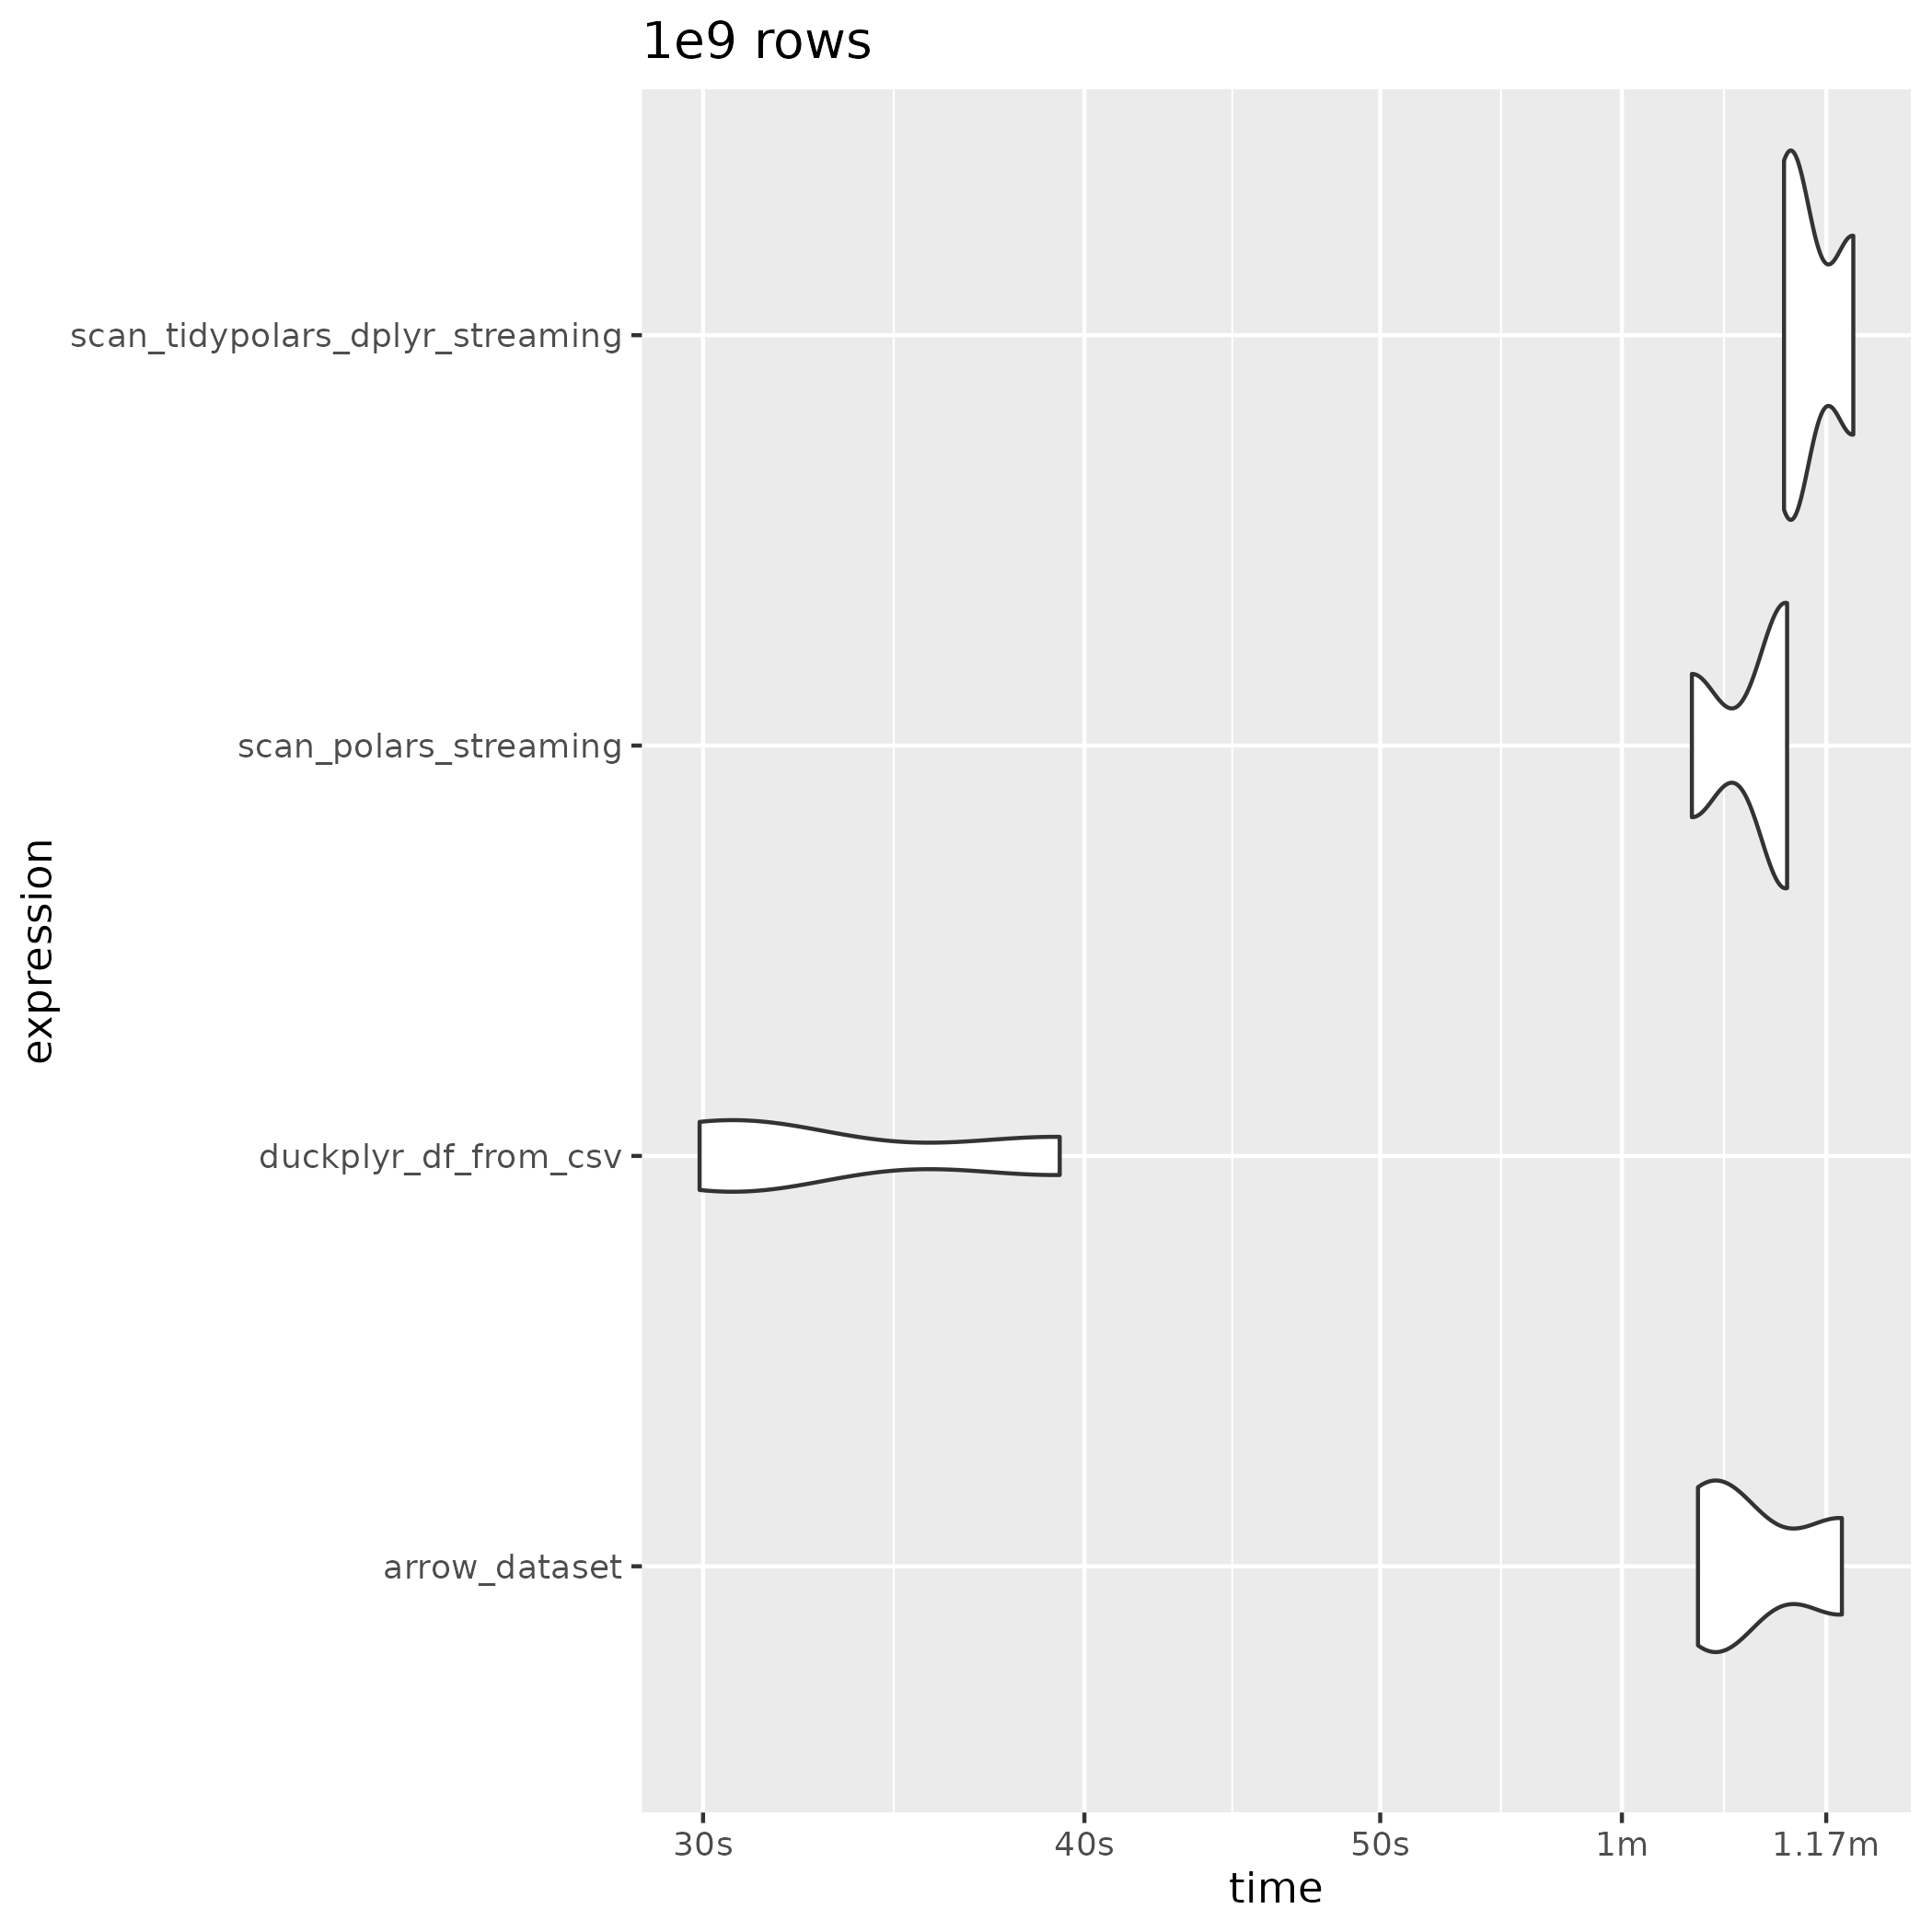 1e9 rows
expression
scan_tidypolars_dplyr_streaming
scan_polars_streaming
duckplyr_df_from_csv
arrow_dataset
30s
40s
50s
1m
1.17m
time